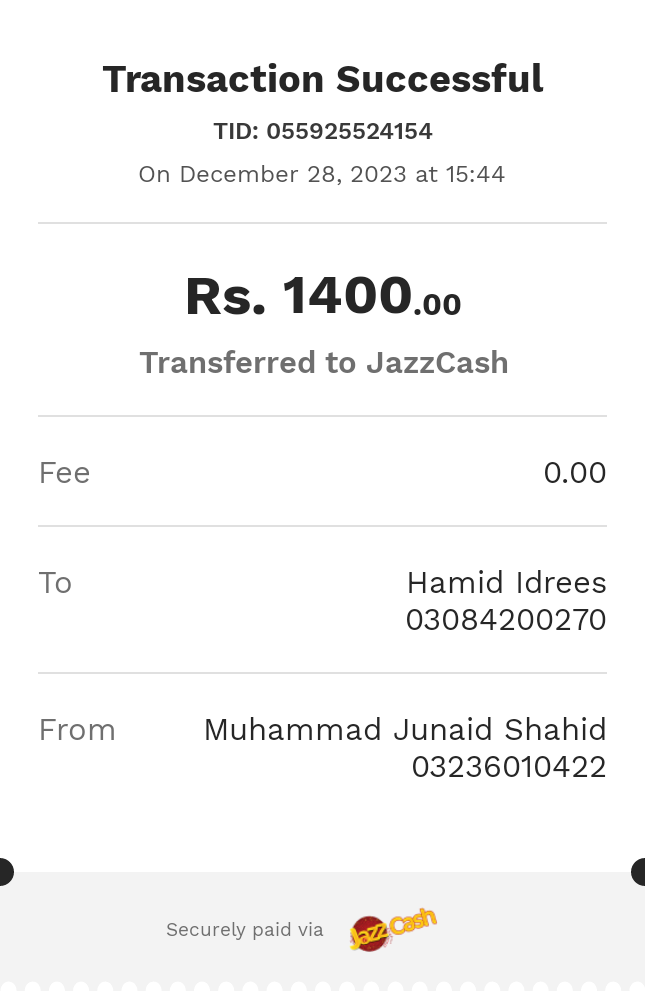 Transaction Successful
TID: 055925524154
On December 28, 2023 at 15:44
Rs. 1400.00
Transferred to JazzCash
Fee 0.00
To Hamid Idrees
03084200270
From Muhammad Junaid Shahid
03236010422
Securely paid via JazzCash